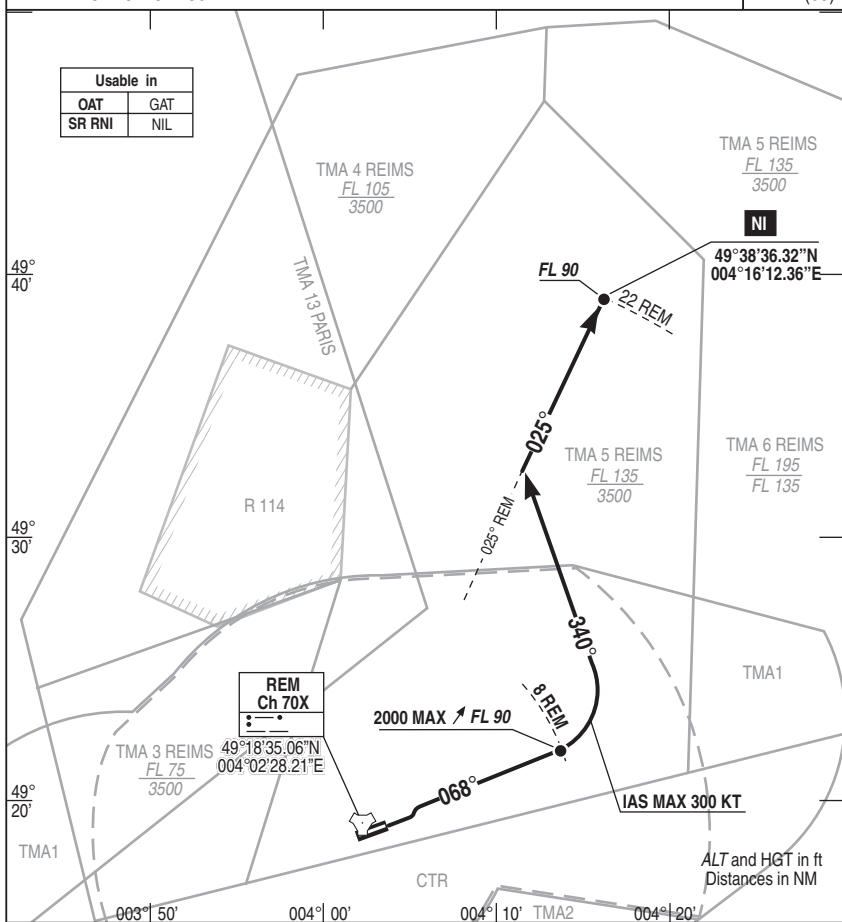 Usable in
OAT GAT
SR RNI NIL
TMA 4 REIMS
FL 105
3500
TMA 5 REIMS
FL 135
3500
NI
49°38'36.32"N
004°16'12.36"E
49°
40'
FL 90
22 REM
TMA 13 PARIS
025°
TMA 5 REIMS
FL 135
3500
TMA 6 REIMS
FL 195
FL 135
R 114
025° REM
49°
30'
340°
REM
Ch 70X
49°18'35.06"N
004°02'28.21"E
2000 MAX FL 90
8 REM
TMA1
TMA 3 REIMS
FL 75
3500
068°
IAS MAX 300 KT
49°
20'
TMA1
CTR
ALT and HGT in ft
Distances in NM
003° 50'
004° 00'
004° 10'
TMA2
004° 20'